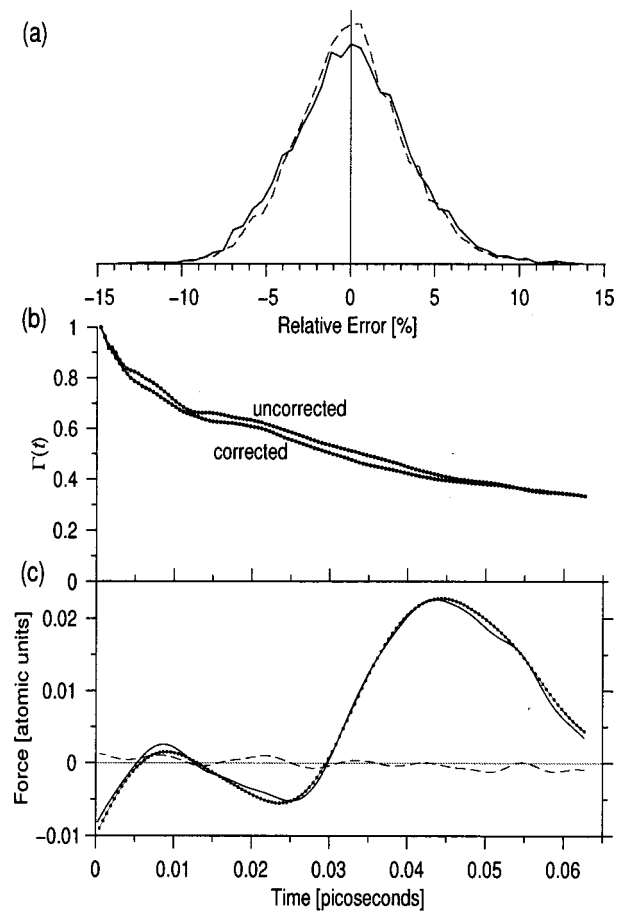 (a)
−15 −10 −5 0 5 10 15
Relative Error [%]
(b)
1
0.8
0.6
0.4
0.2
0
Γ(t)
uncorrected
corrected
(c)
0.02
0.01
0
−0.01
Force [atomic units]
0 0.01 0.02 0.03 0.04 0.05 0.06
Time [picoseconds]